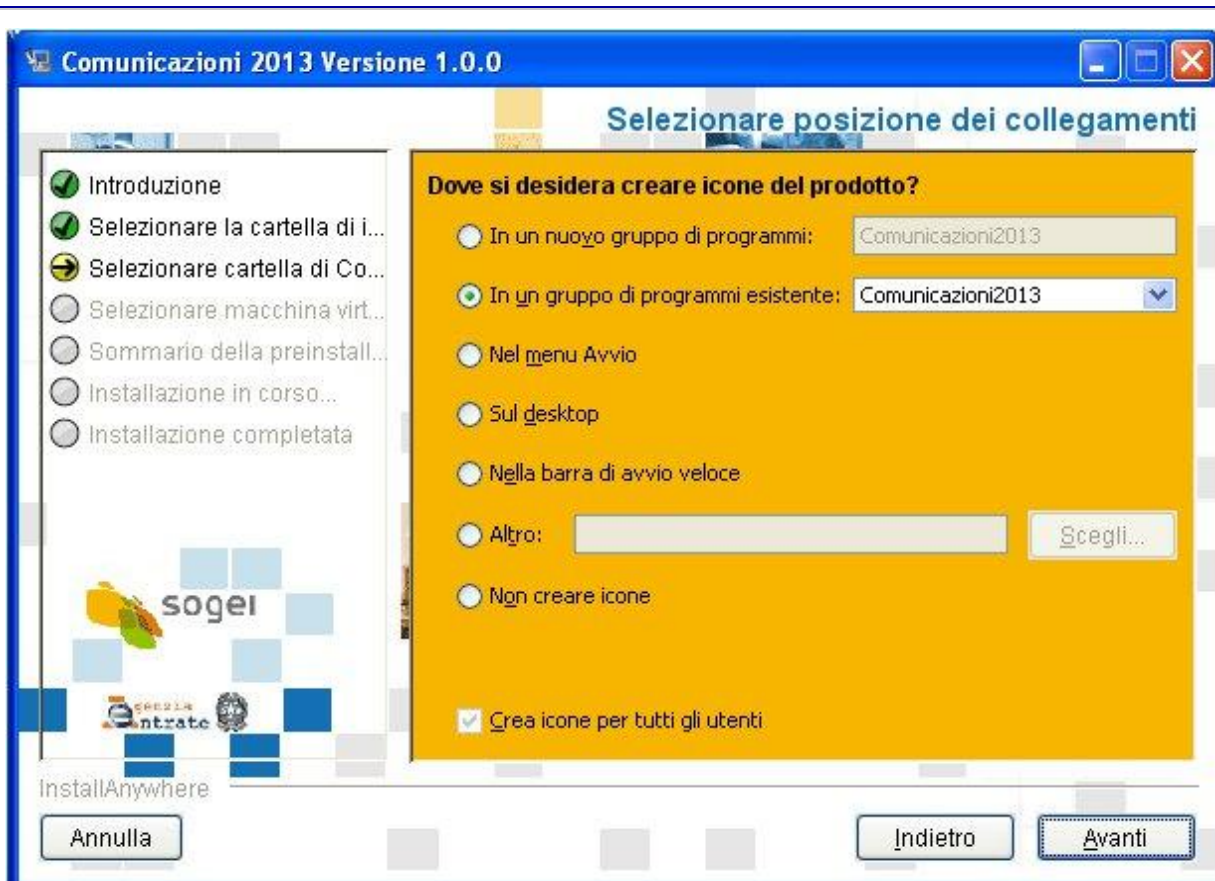 Comunicazioni 2013 Versione 1.0.0
Selezionare posizione dei collegamenti
Introduzione
Selezionare la cartella di i...
Selezionare cartella di Co...
Selezionare macchina virt...
Sommario della preinstall...
Installazione in corso...
Installazione completata
sogei
Agenzia
Entrate
Dove si desidera creare icone del prodotto?
In un nuovo gruppo di programmi: Comunicazioni2013
In un gruppo di programmi esistente: Comunicazioni2013
Nel menu Avvio
Sul desktop
Nella barra di avvio veloce
Altro: Scegli...
Non creare icone
Crea icone per tutti gli utenti
InstallAnywhere
Annulla Indietro Avanti